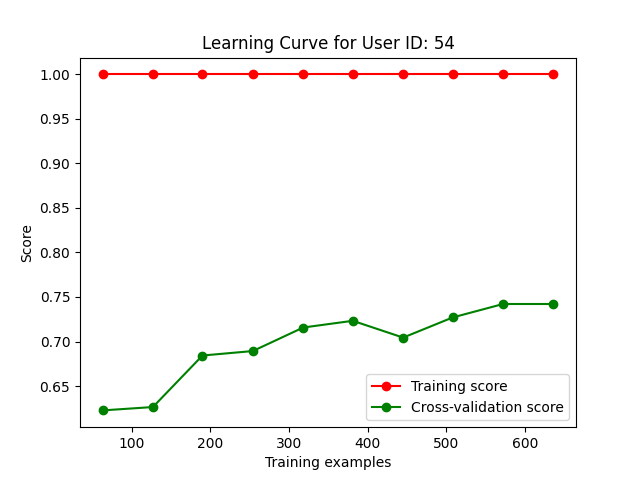 Learning Curve for User ID: 54
1.00
0.95
0.90
0.85
0.80
0.75
0.70
0.65
Score
Training score
Cross-validation score
100 200 300 400 500 600
Training examples